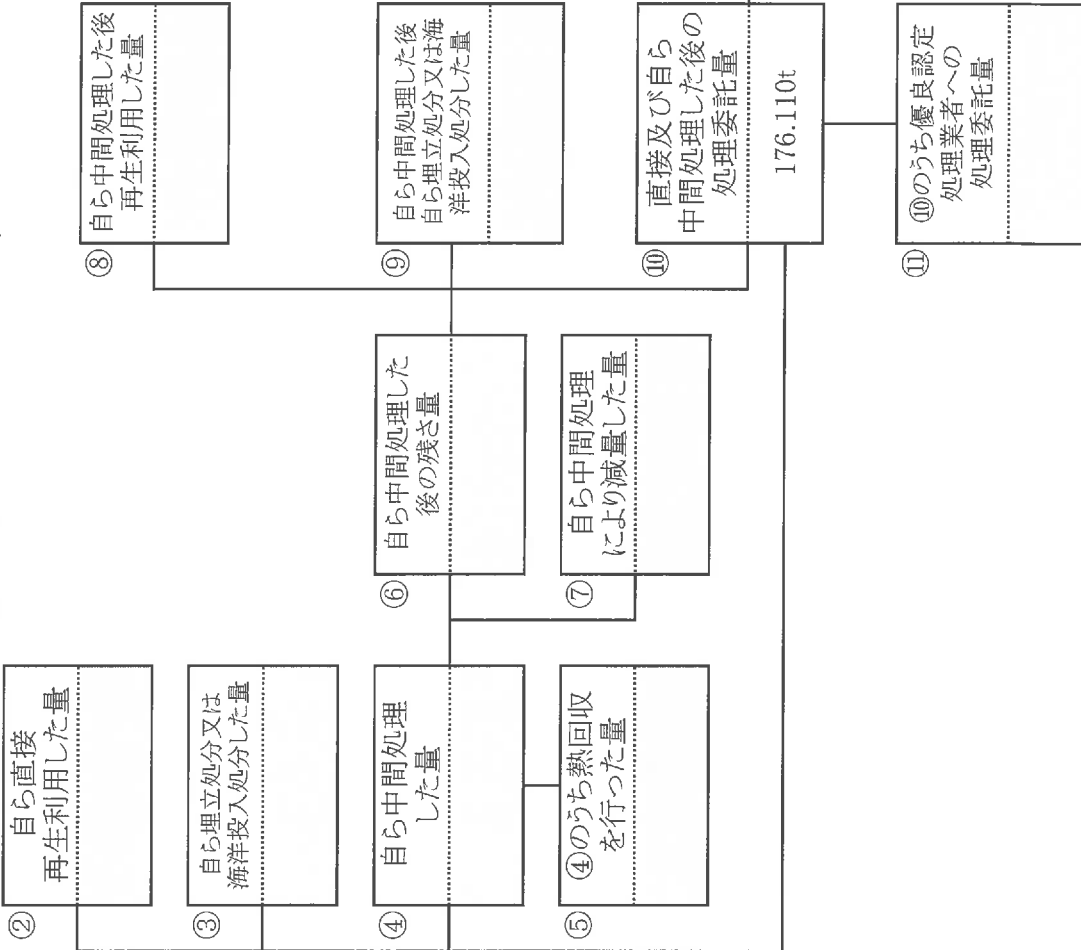 ②
自ら直接
再生利用した量
③
自ら埋立処分又は
海洋投入処分した量
④
自ら中間処理
した量
⑤
④のうち熱回収
を行った量
⑥
自ら中間処理した
後の残さ量
⑦
自ら中間処理
により減量した量
⑧
自ら中間処理した後
再生利用した量
⑨
自ら中間処理した後
自ら埋立処分又は海
洋投入処分した量
⑩
直接及び自ら
中間処理した後の
処理委託量
176.110t
⑪
⑩のうち優良認定
処理業者への
処理委託量